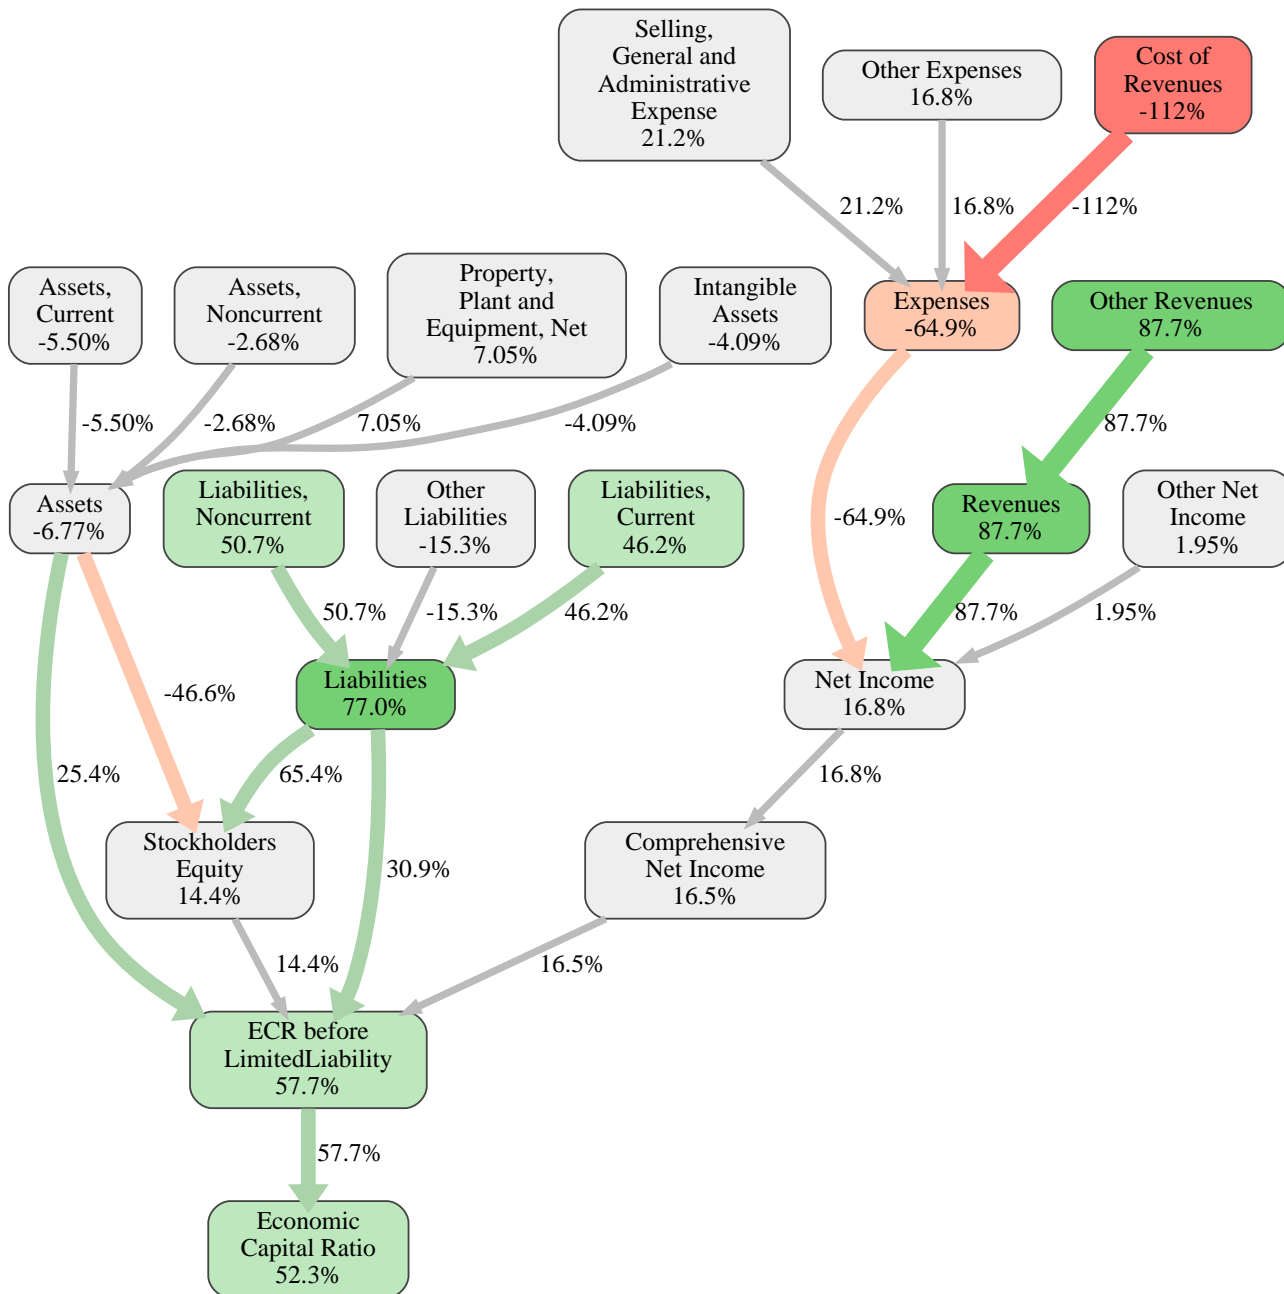 Selling,
General and
Administrative
Expense
21.2%
Other Expenses
16.8%
Cost of
Revenues
-112%
21.2%
16.8%
-112%
Assets,
Current
-5.50%
Assets,
Noncurrent
-2.68%
Property,
Plant and
Equipment, Net
7.05%
Intangible
Assets
-4.09%
Expenses
-64.9%
Other Revenues
87.7%
-5.50%
-2.68%
7.05%
-4.09%
87.7%
Assets
-6.77%
Liabilities,
Noncurrent
50.7%
Other
Liabilities
-15.3%
Liabilities,
Current
46.2%
-64.9%
Revenues
87.7%
Other Net
Income
1.95%
50.7%
-15.3%
46.2%
87.7%
1.95%
-46.6%
Liabilities
77.0%
Net Income
16.8%
25.4%
65.4%
16.8%
Stockholders
Equity
14.4%
30.9%
Comprehensive
Net Income
16.5%
14.4%
16.5%
ECR before
LimitedLiability
57.7%
57.7%
Economic
Capital Ratio
52.3%